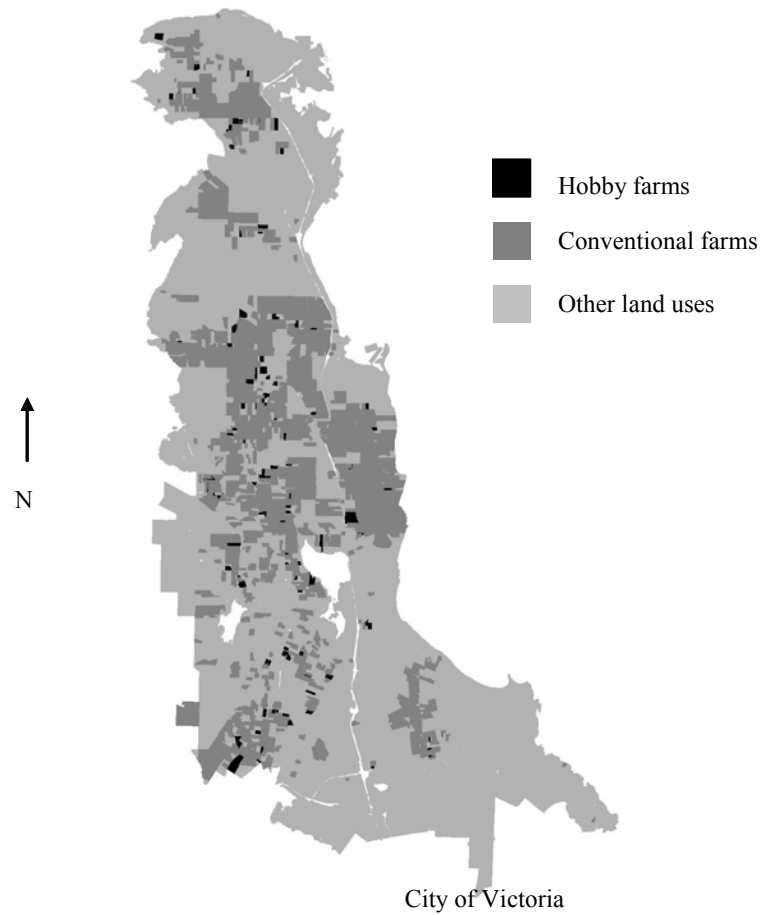 Hobby farms
Conventional farms
Other land uses
N
City of Victoria